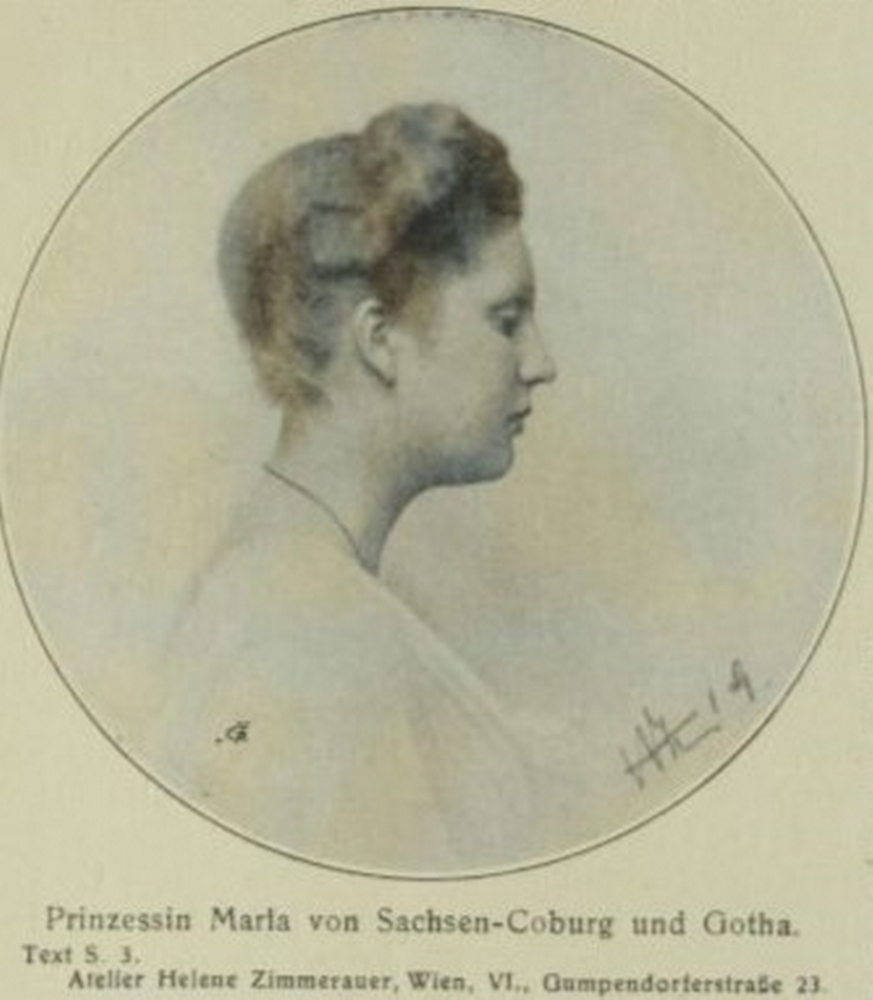 Prinzessin Maria von Sachsen-Coburg und Gotha.
Text S. 3.
Atelier Helene Zimmerauer, Wien, VI., Gumpendorferstraße 23.